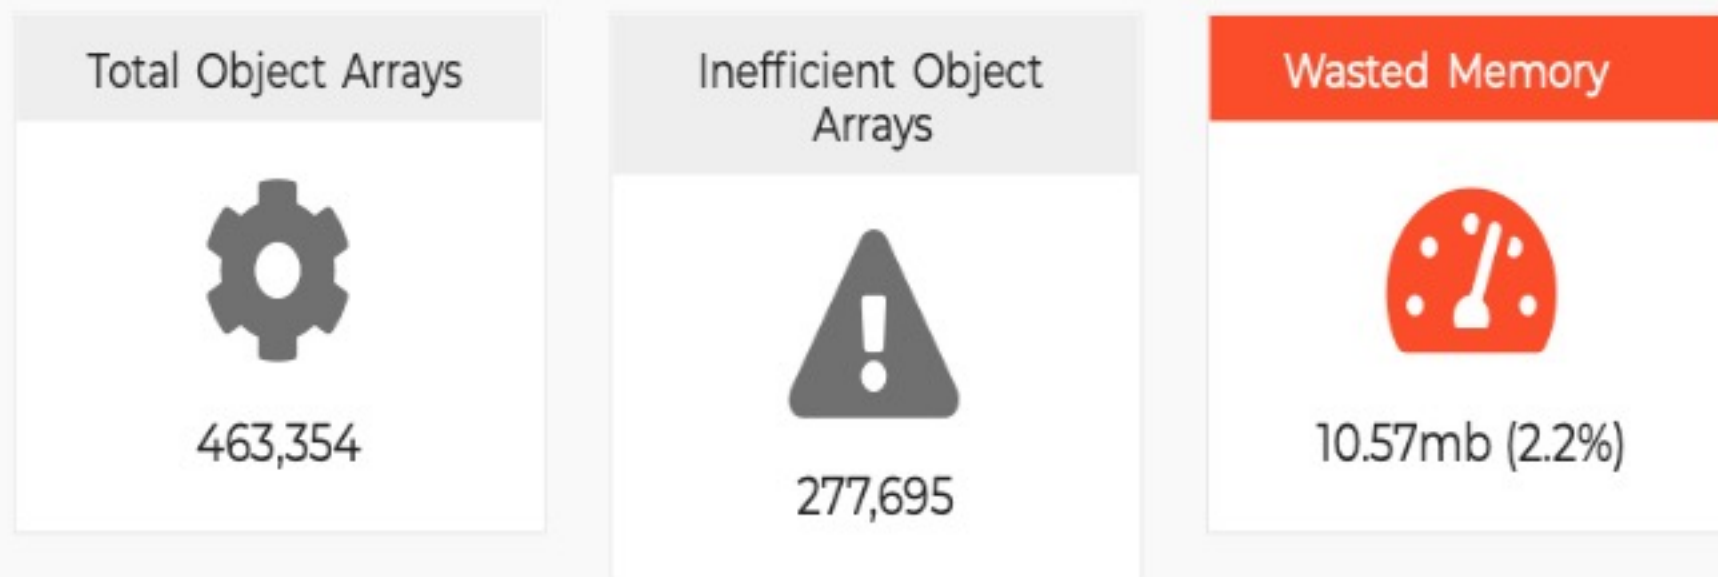 Total Object Arrays
463,354
Inefficient Object
Arrays
277,695
Wasted Memory
10.57mb (2.2%)